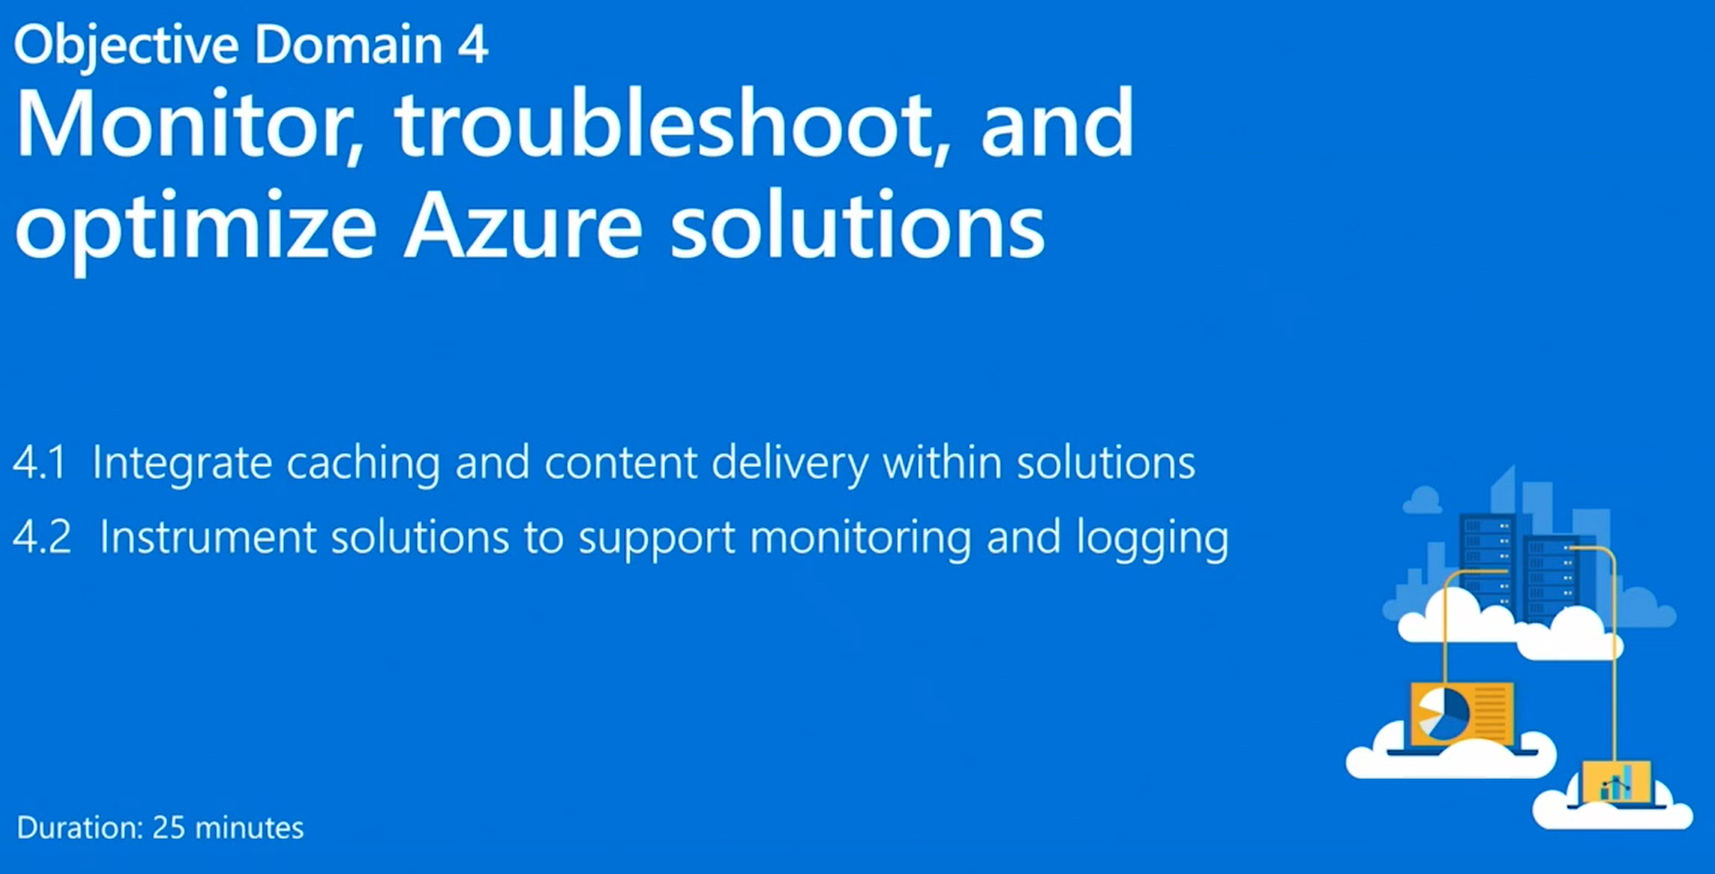 Objective Domain 4
Monitor, troubleshoot, and
optimize Azure solutions
4.1 Integrate caching and content delivery within solutions
4.2 Instrument solutions to support monitoring and logging
Duration: 25 minutes